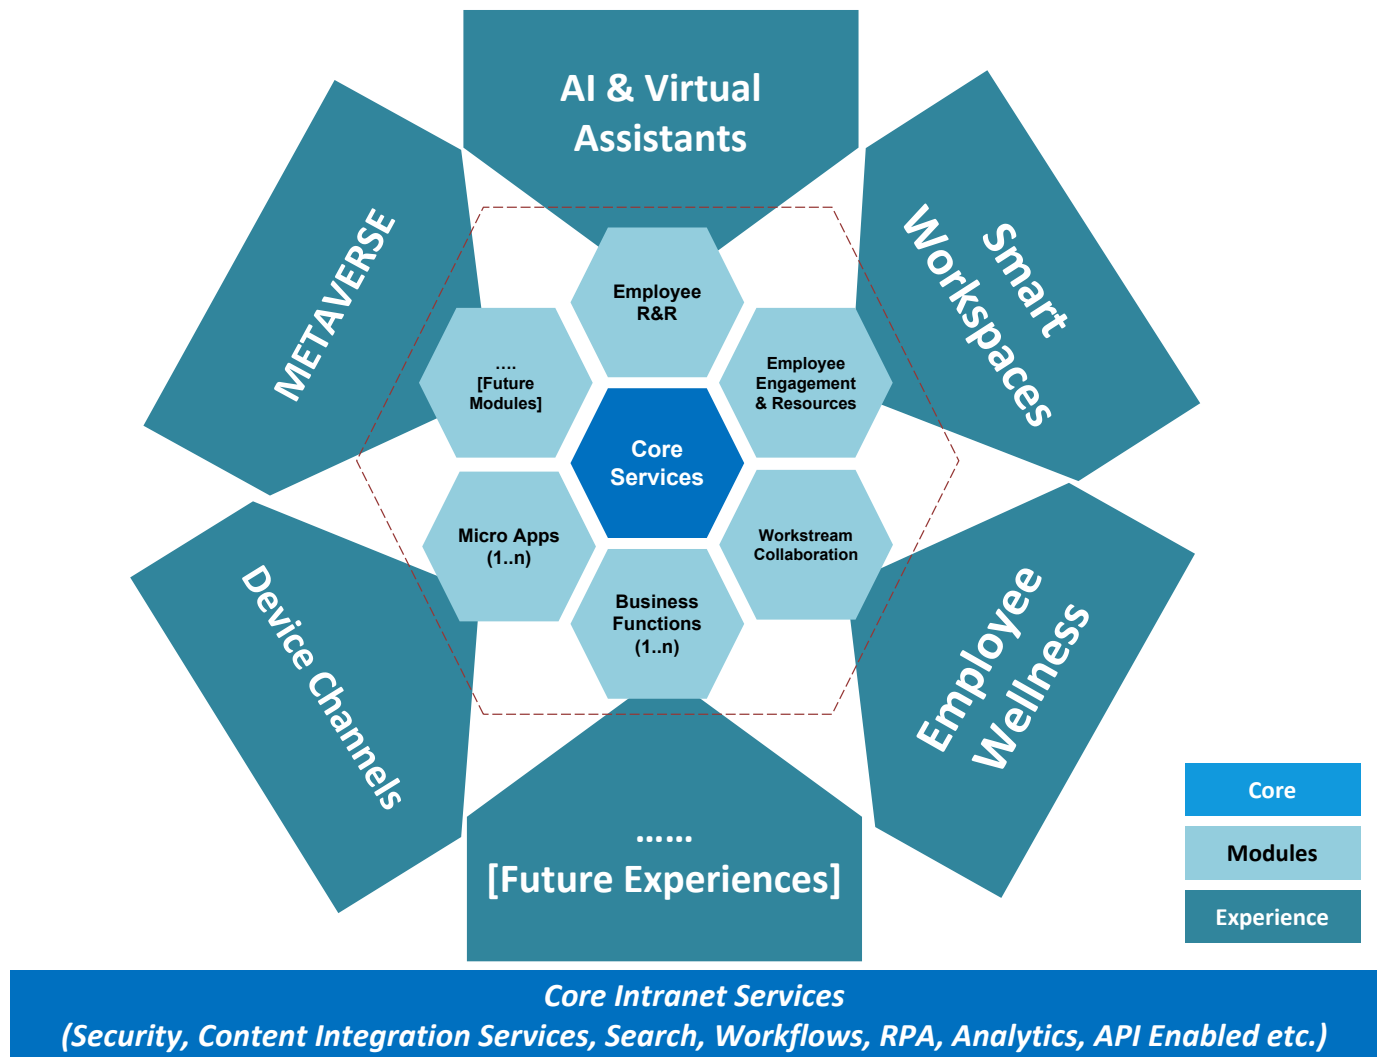 AI & Virtual
Assistants
METAVERSE
Smart
Workspaces
Employee
R&R
....
[Future
Modules]
Employee
Engagement
& Resources
Core
Services
Micro Apps
(1..n)
Workstream
Collaboration
Business
Functions
(1..n)
Device Channels
Employee
Wellness
......
[Future Experiences]
Core
Modules
Experience
Core Intranet Services
(Security, Content Integration Services, Search, Workflows, RPA, Analytics, API Enabled etc.)